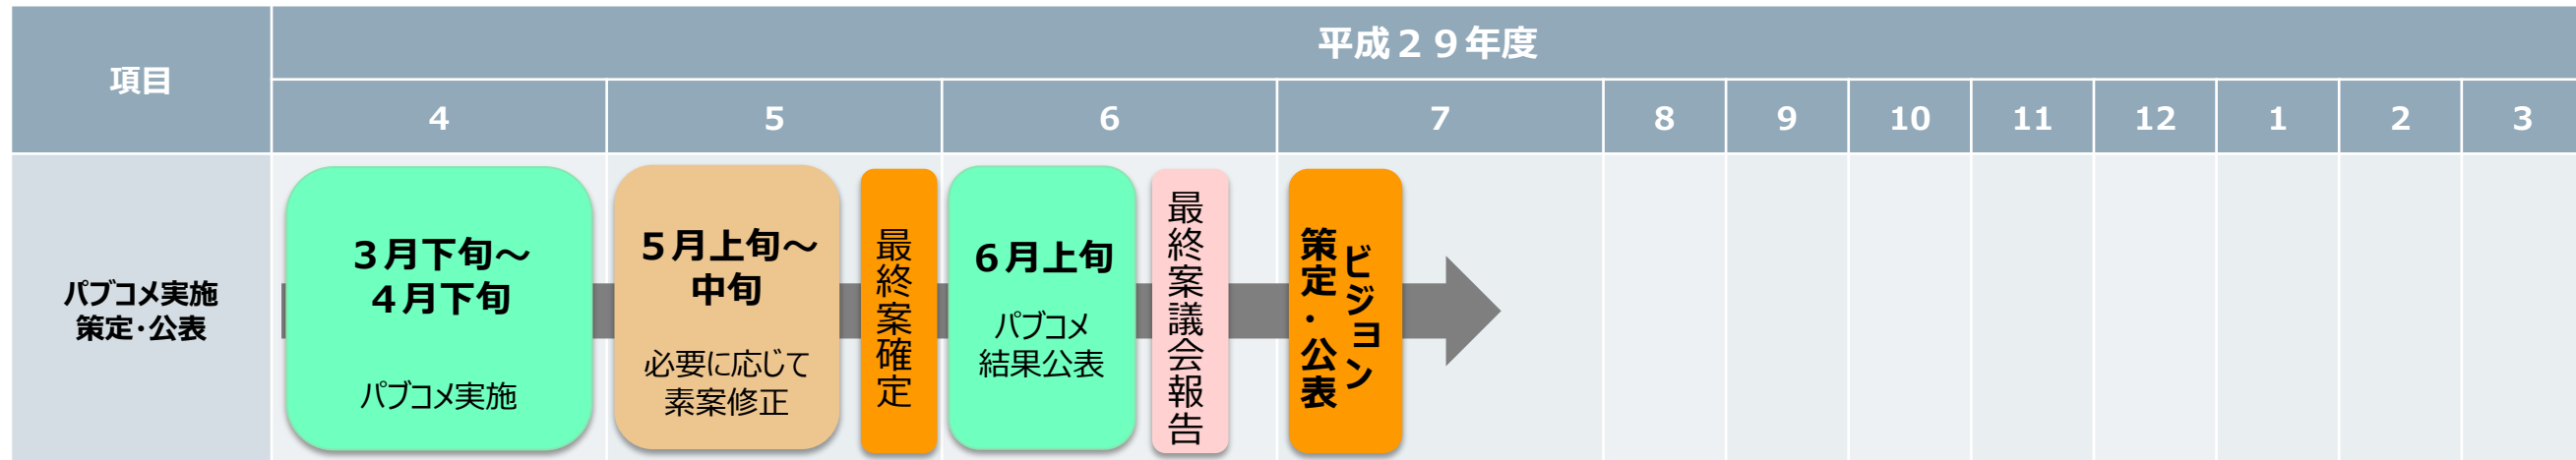 項目
平成２９年度
4
5
6
7
8
9
10
11
12
1
2
3
パブコメ実施
策定・公表
３月下旬～
４月下旬
パブコメ実施
５月上旬～
中旬
必要に応じて
素案修正
最終案確定
６月上旬
パブコメ
結果公表
最終案議会報告
ビジョン
策定・公表